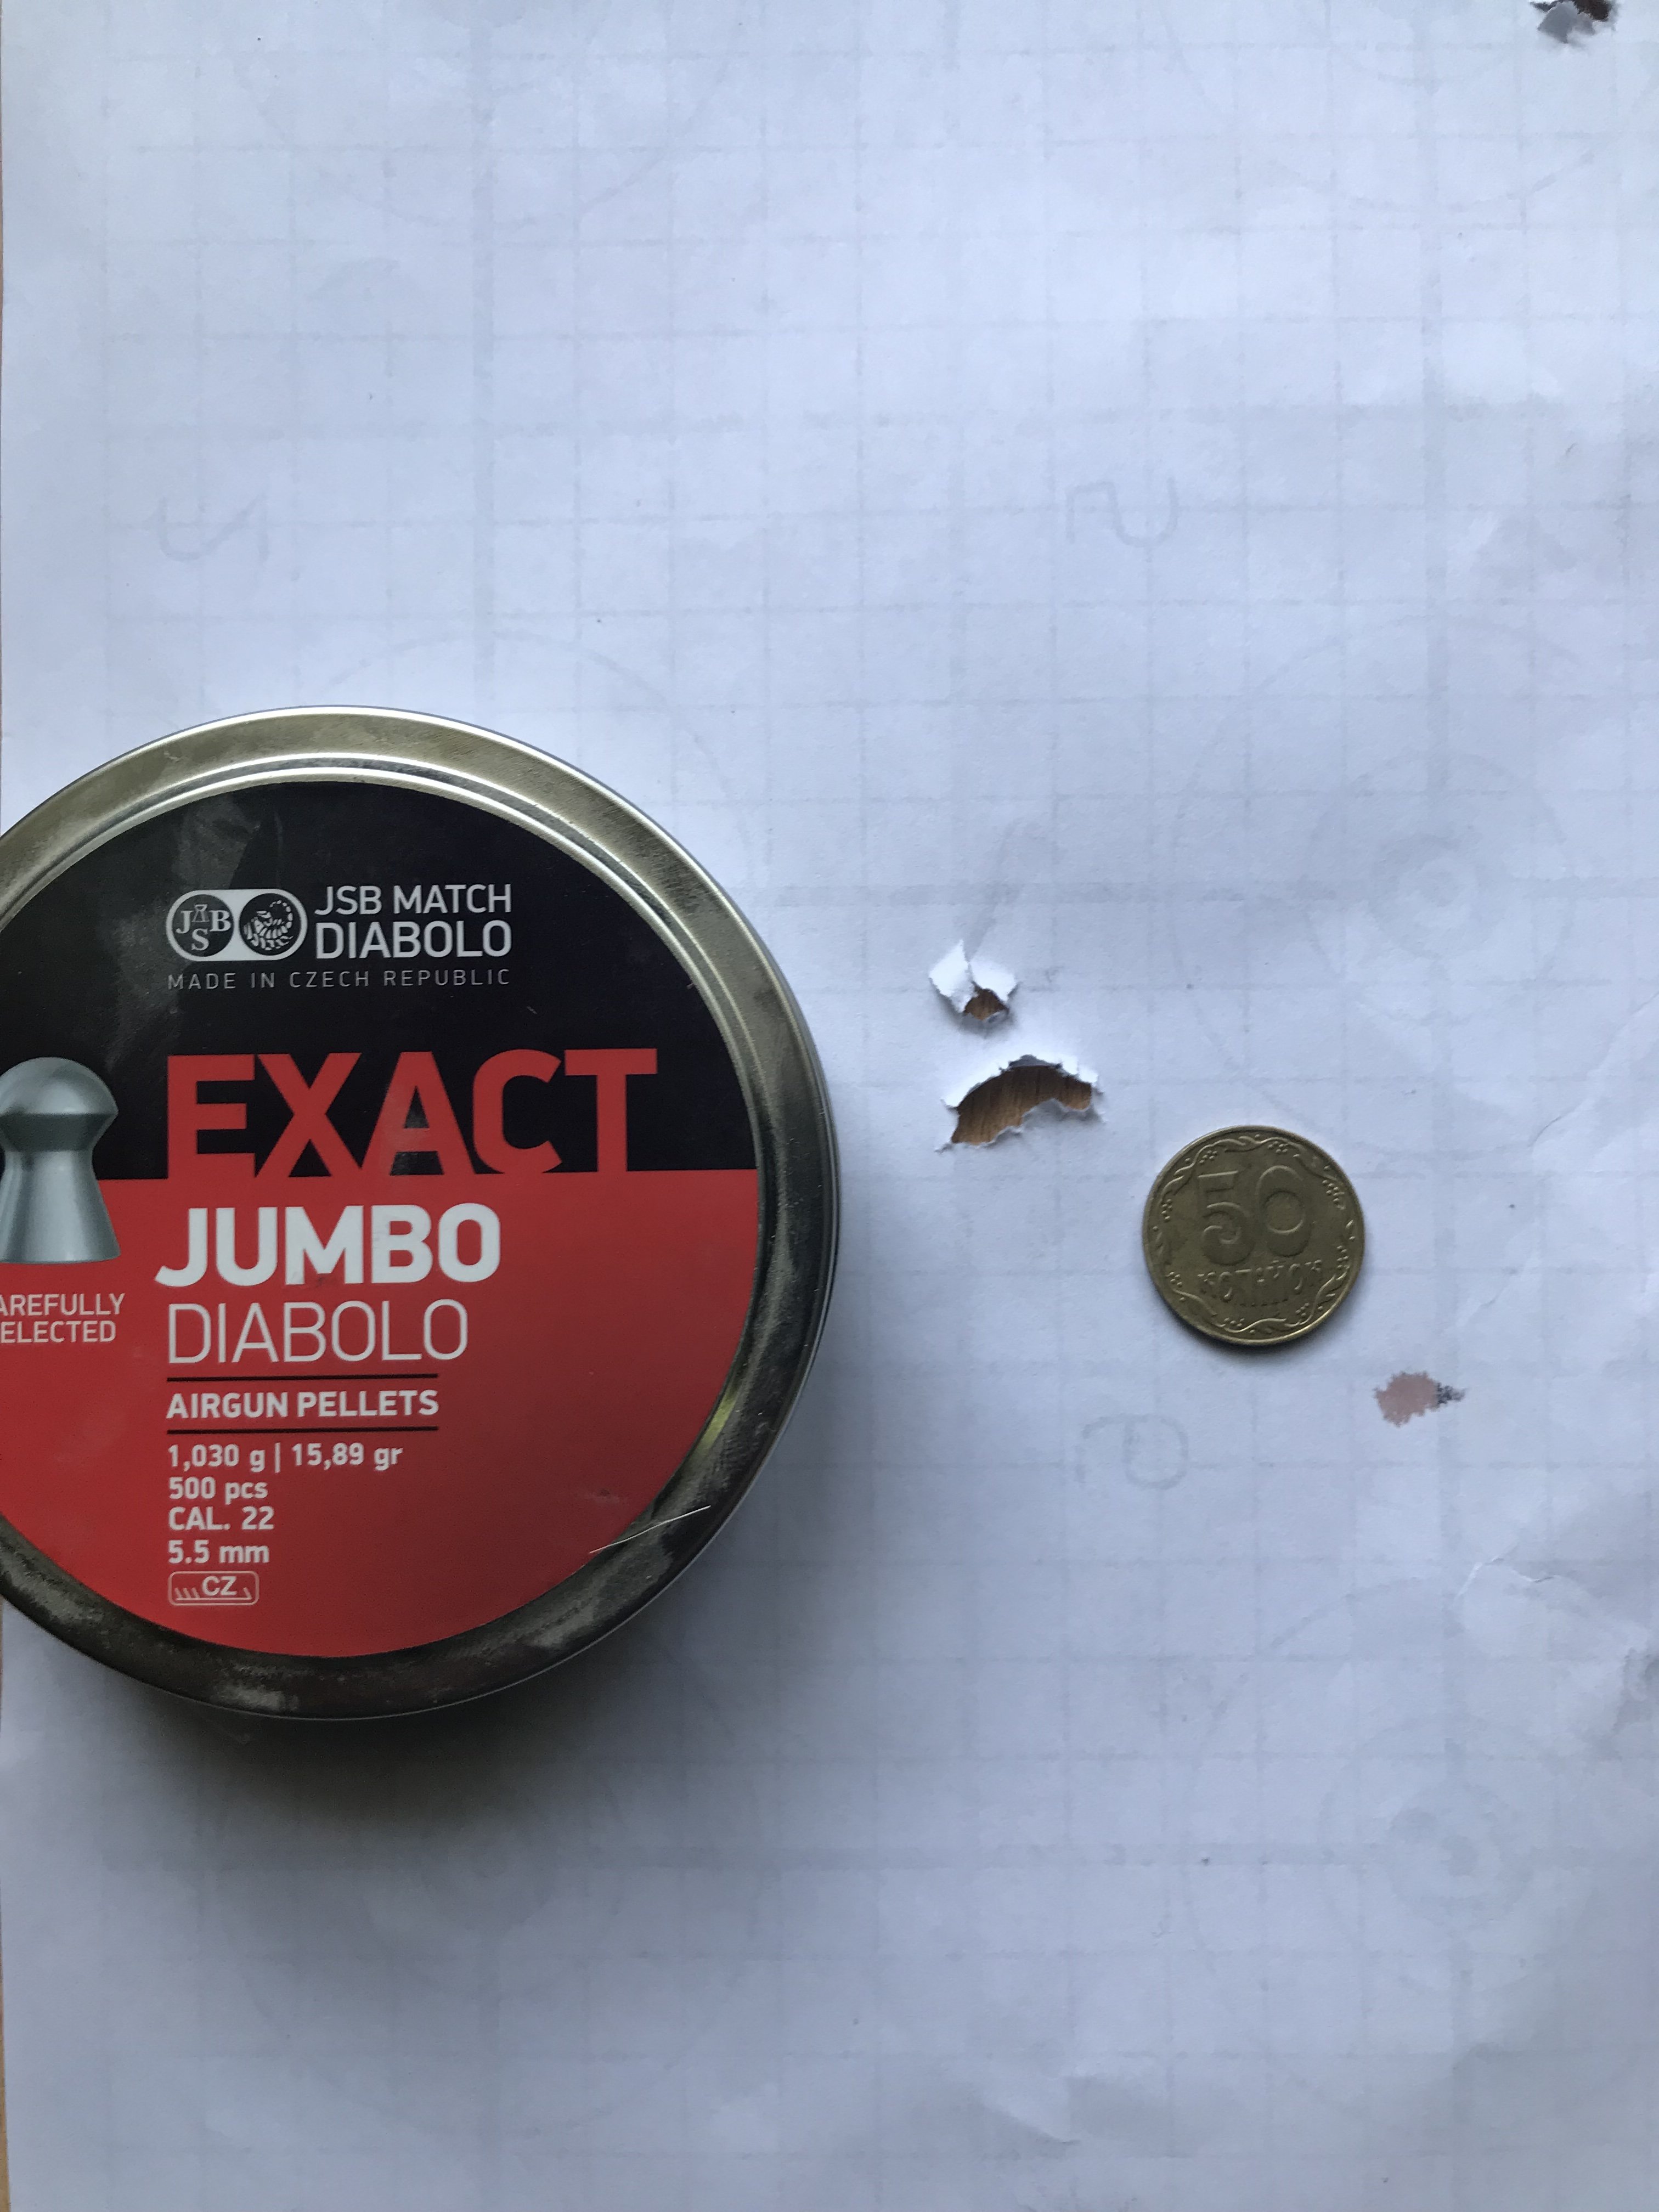 JSB
JSB MATCH
DIABOLO
MADE IN CZECH REPUBLIC
EXACT
JUMBO
DIABOLO
AREFULLY
ELECTED
AIRGUN PELLETS
1,030 g | 15,89 gr
500 pcs
CAL. 22
5.5 mm
CZ
50
КОПІЙОК